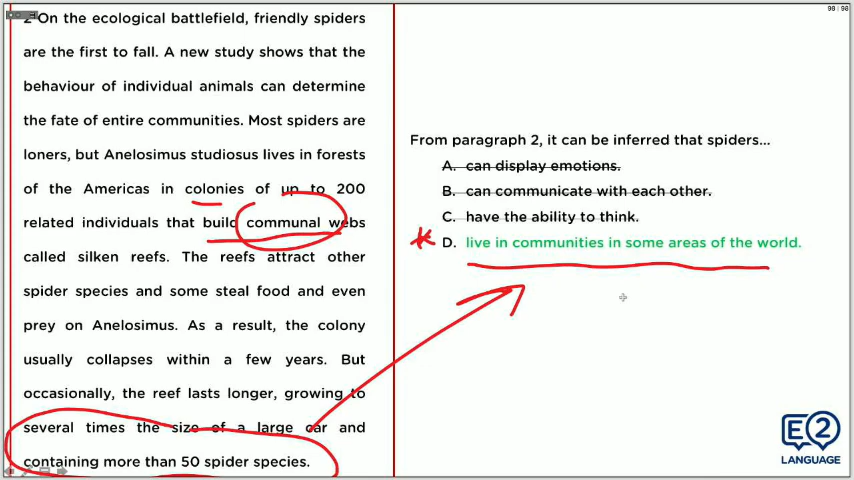 2 On the ecological battlefield, friendly spiders
are the first to fall. A new study shows that the
behaviour of individual animals can determine
the fate of entire communities. Most spiders are
loners, but Anelosimus studiosus lives in forests
of the Americas in colonies of up to 200
related individuals that build communal webs
called silken reefs. The reefs attract other
spider species and some steal food and even
prey on Anelosimus. As a result, the colony
usually collapses within a few years. But
occasionally, the reef lasts longer, growing to
several times the size of a large car and
containing more than 50 spider species.
98 / 98
From paragraph 2, it can be inferred that spiders...
A. can display emotions.
B. can communicate with each other.
C. have the ability to think.
D. live in communities in some areas of the world.
E2
LANGUAGE